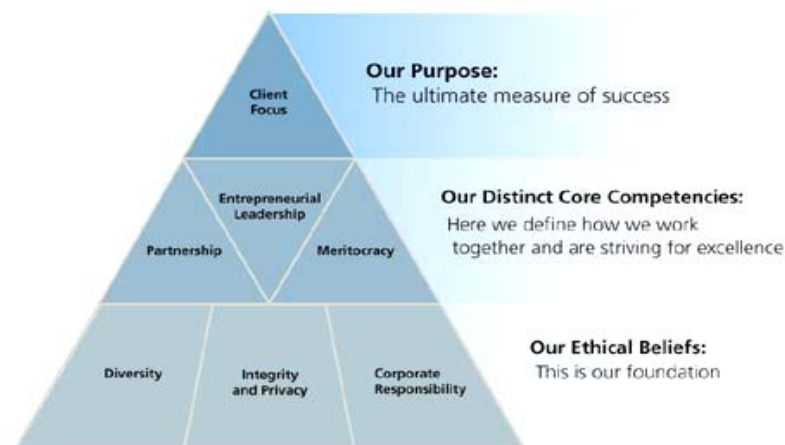 Client
Focus
Our Purpose:
The ultimate measure of success
Entrepreneurial
Leadership
Partnership
Meritocracy
Our Distinct Core Competencies:
Here we define how we work
together and are striving for excellence
Diversity
Integrity
and Privacy
Corporate
Responsibility
Our Ethical Beliefs:
This is our foundation